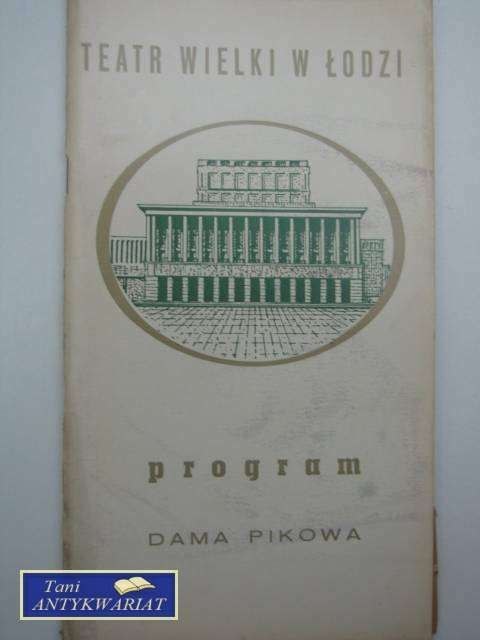 TEATR WIELKI W ŁODZI
program
DAMA PIKOWA
Tani
ANTYKWARIAT